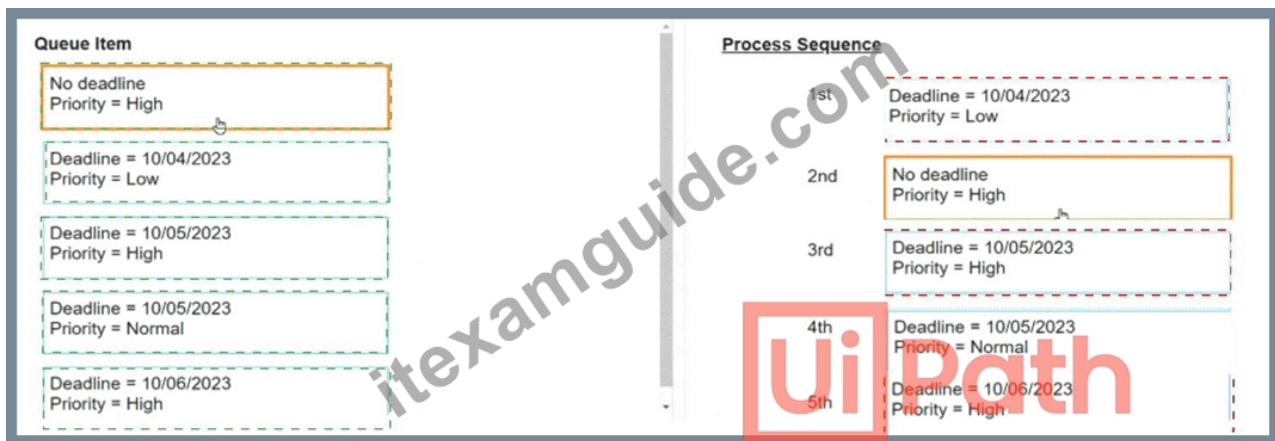 Queue Item
No deadline
Priority = High
Deadline = 10/04/2023
Priority = Low
Deadline = 10/05/2023
Priority = High
Deadline = 10/05/2023
Priority = Normal
Deadline = 10/06/2023
Priority = High
Process Sequence
1st
Deadline = 10/04/2023
Priority = Low
2nd
No deadline
Priority = High
3rd
Deadline = 10/05/2023
Priority = High
4th
Deadline = 10/05/2023
Priority = Normal
5th
Deadline = 10/06/2023
Priority = High
itexamguide.com
UiPath